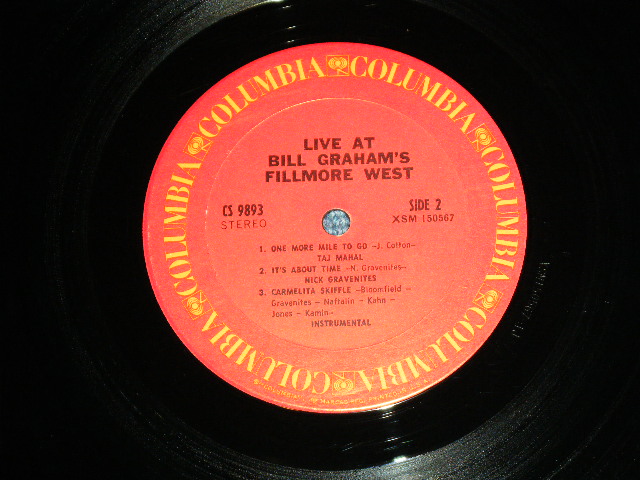 COLUMBIA COLUMBIA COLUMBIA COLUMBIA COLUMBIA COLUMBIA
LIVE AT
BILL GRAHAM'S
FILLMORE WEST
CS 9893
STEREO
SIDE 2
XSM 150567
1. ONE MORE MILE TO GO -J. Cotton-
TAJ MAHAL
2. IT'S ABOUT TIME -N. Gravenites-
NICK GRAVENITES
3. CARMELITA SKIFFLE -Bloomfield -
Gravenites - Naftalin - Kahn -
Jones - Kamin-
INSTRUMENTAL